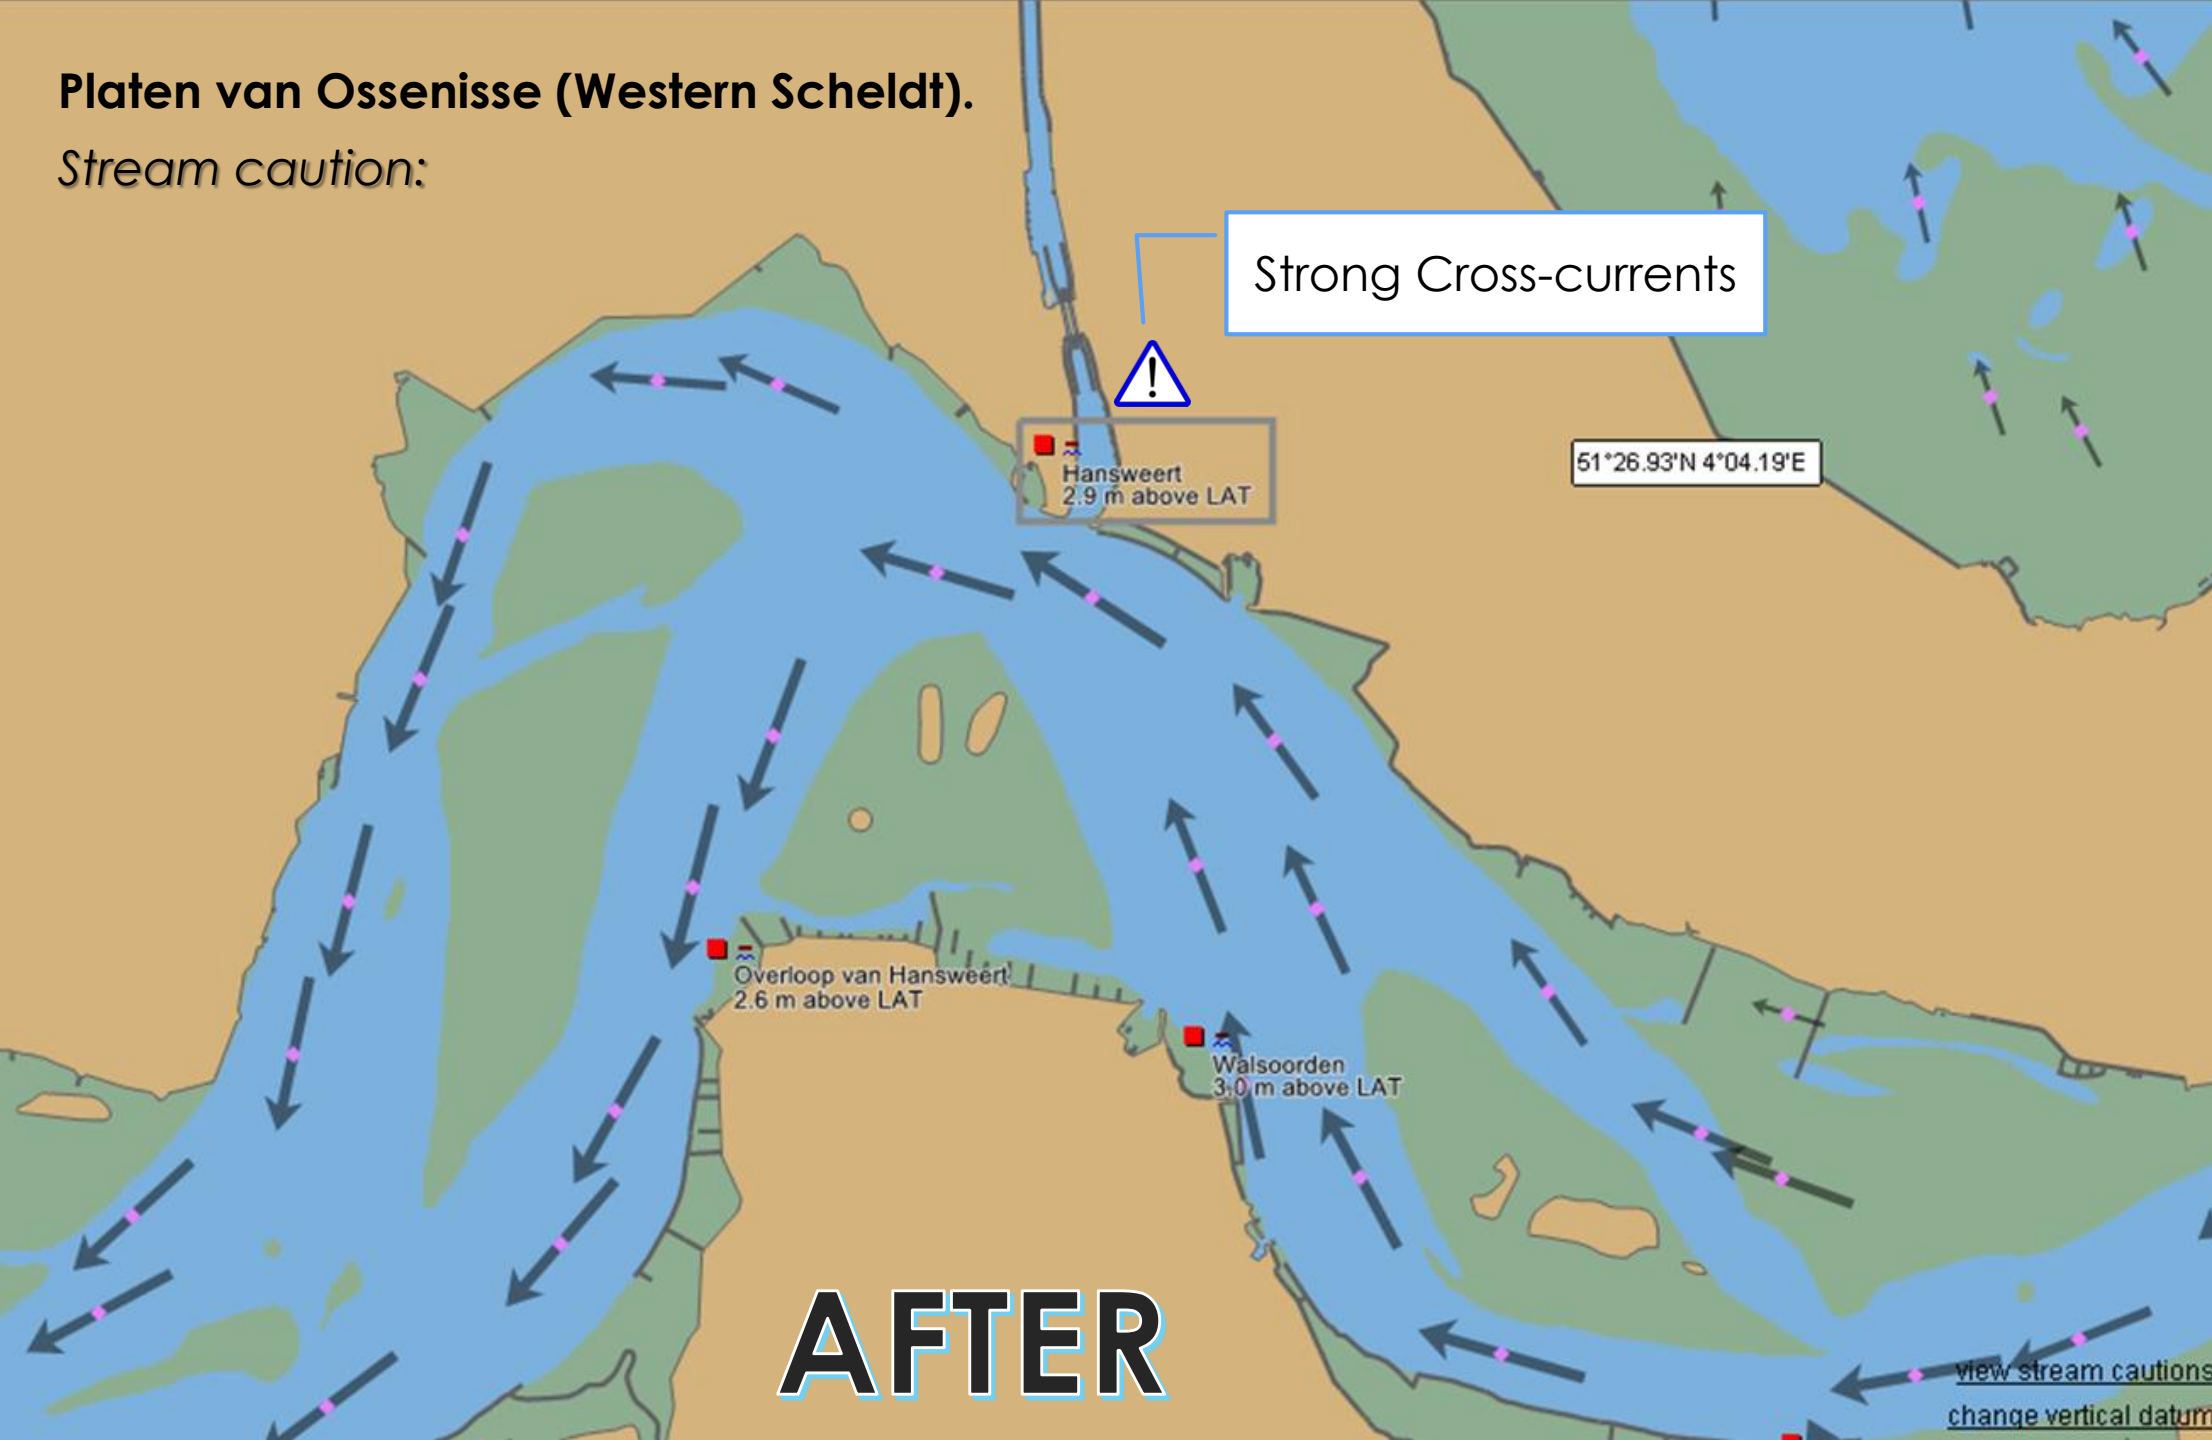 Platen van Ossenisse (Western Scheldt).
Stream caution:
Strong Cross-currents
!
51°26.93'N 4°04.19'E
Hansweert
2.9 m above LAT
Overloop van Hansweert
2.6 m above LAT
Walsoorden
3.0 m above LAT
AFTER
view stream cautions
change vertical datum